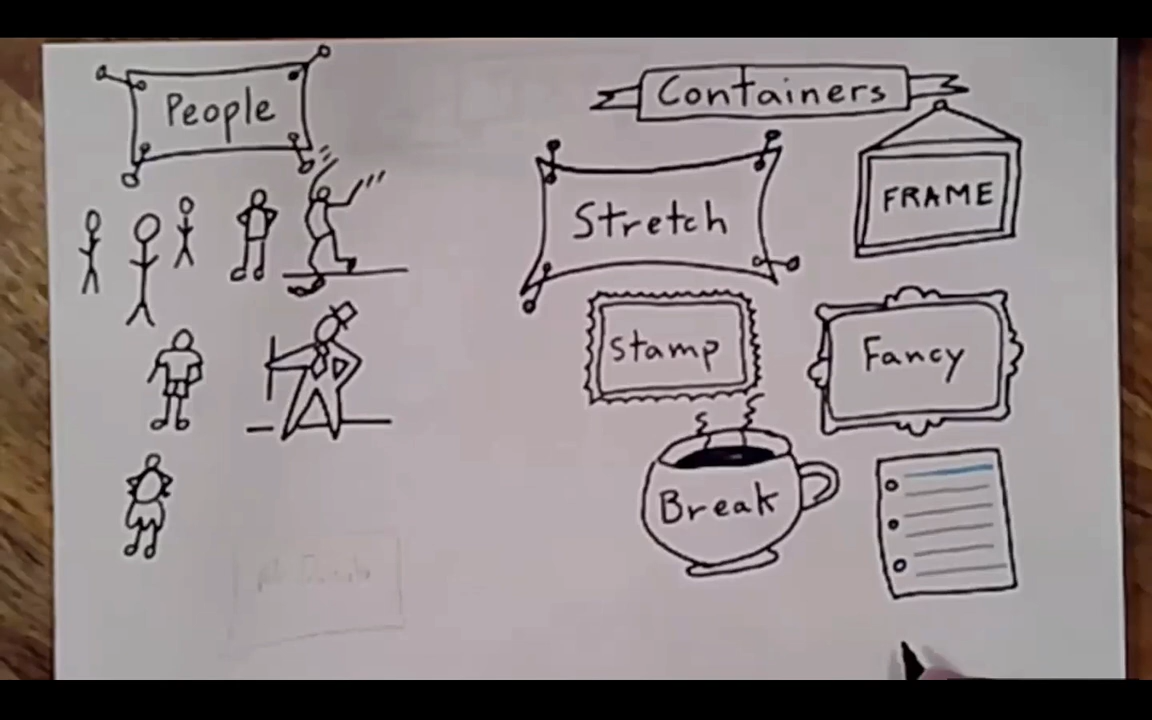 People
Containers
Stretch
FRAME
Stamp
Fancy
Break